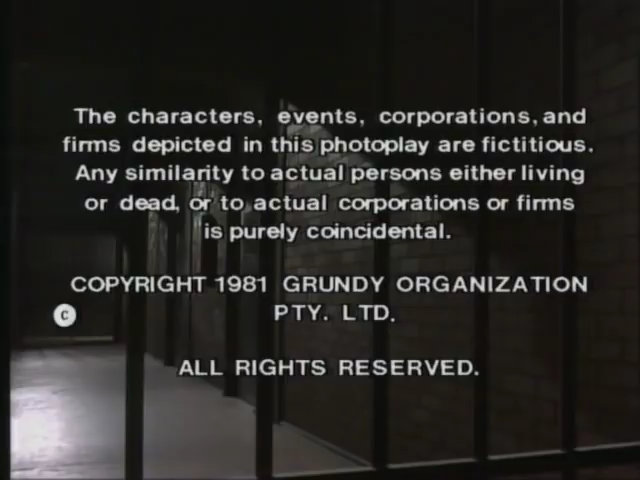 The characters, events, corporations, and
firms depicted in this photoplay are fictitious.
Any similarity to actual persons either living
or dead, or to actual corporations or firms
is purely coincidental.
COPYRIGHT 1981 GRUNDY ORGANIZATION
© PTY. LTD.
ALL RIGHTS RESERVED.